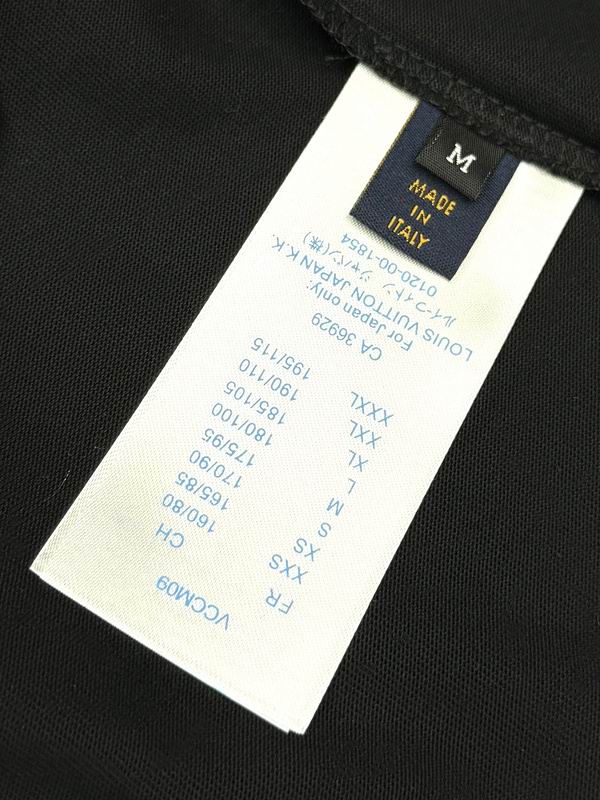 M
MADE
IN
ITALY
VCCM09
FR CH
XXS 160/80
XS 165/85
S 170/90
M 175/95
L 180/100
XL 185/105
XXL 190/110
XXXL 195/115
CA 36929
For Japan only:
LOUIS VUITTON JAPAN K.K.
ルイ・ヴィトン ジャパン(株)
0120-00-1854